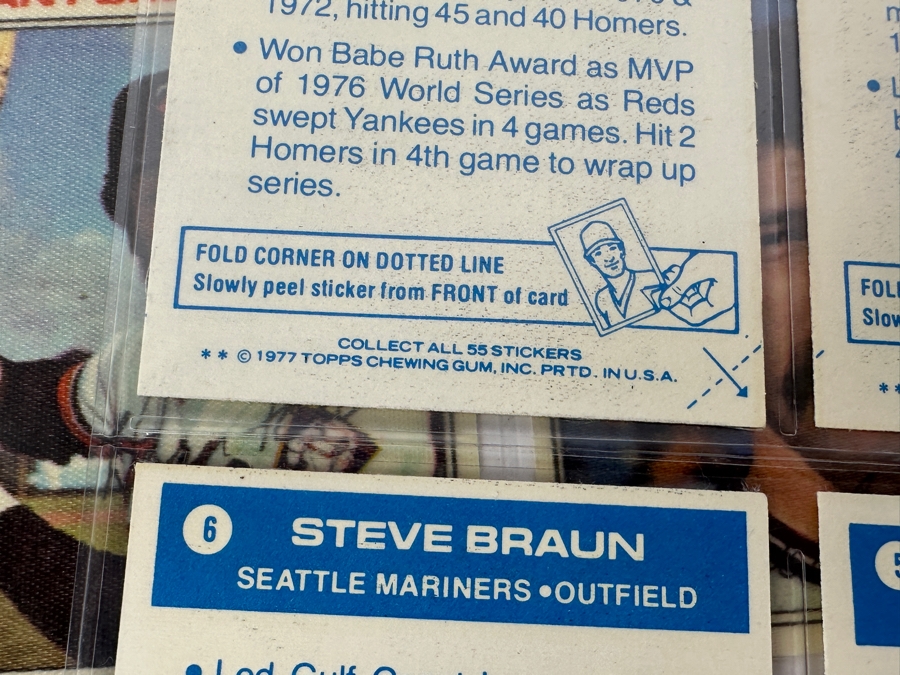 1972, hitting 45 and 40 Homers.
• Won Babe Ruth Award as MVP
of 1976 World Series as Reds
swept Yankees in 4 games. Hit 2
Homers in 4th game to wrap up
series.
FOLD CORNER ON DOTTED LINE
Slowly peel sticker from FRONT of card
COLLECT ALL 55 STICKERS
** © 1977 TOPPS CHEWING GUM, INC. PRTD. IN U.S.A.
6 STEVE BRAUN
SEATTLE MARINERS • OUTFIELD